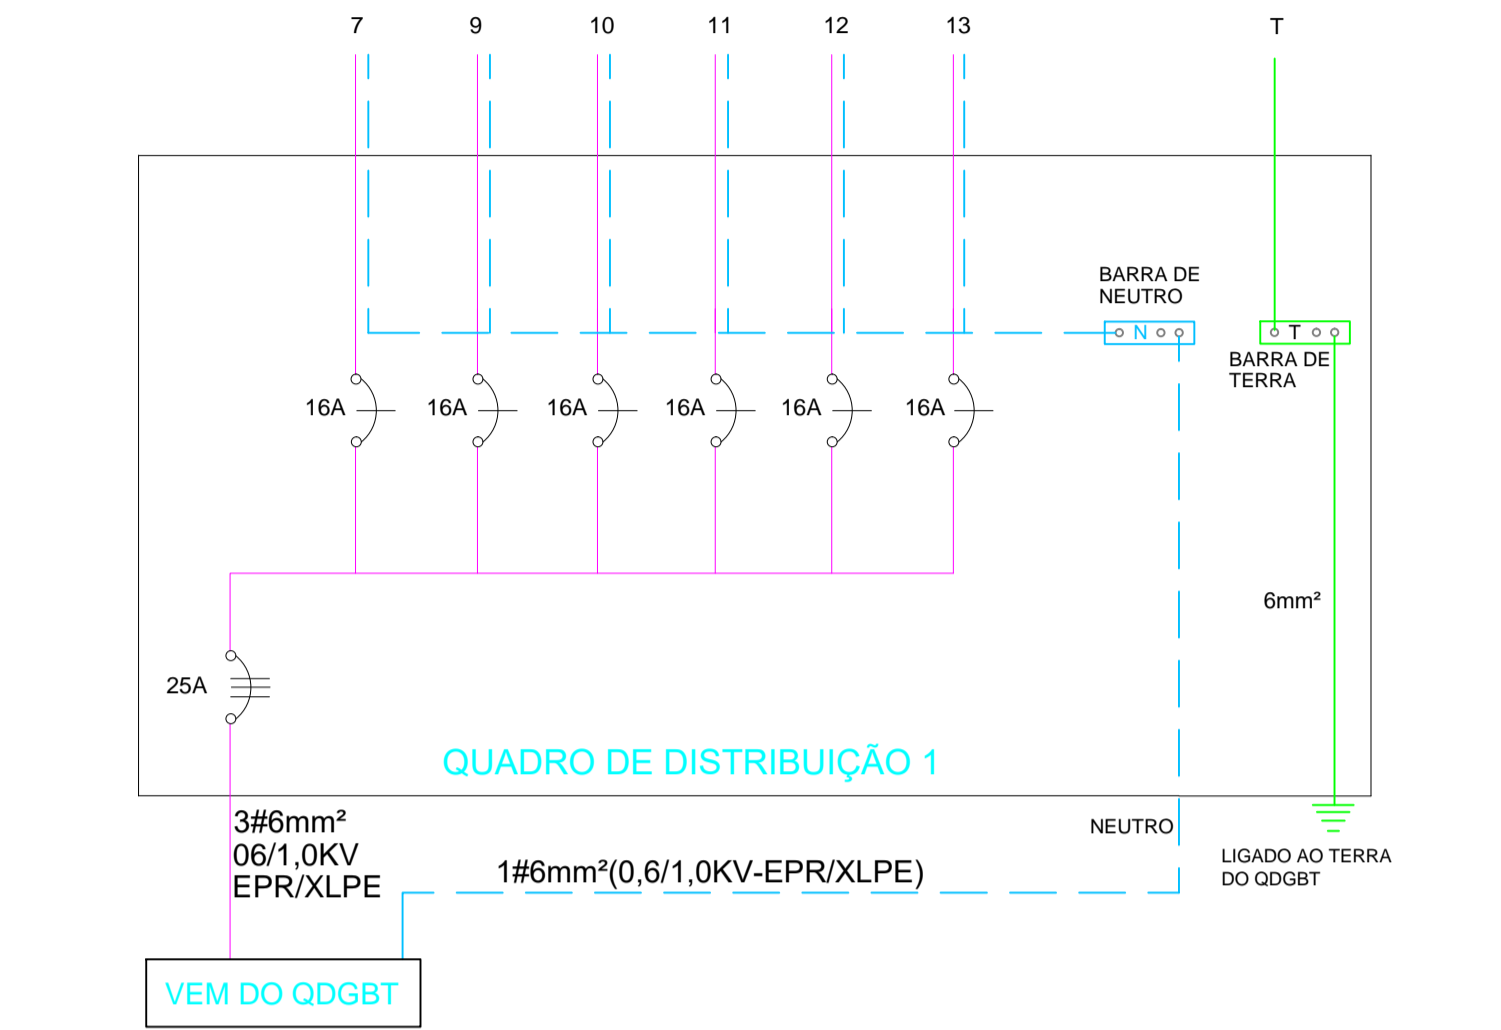 7 9 10 11 12 13 T
BARRA DE
NEUTRO
N T
BARRA DE
TERRA
16A 16A 16A 16A 16A 16A
6mm²
25A
QUADRO DE DISTRIBUIÇÃO 1
3#6mm²
06/1,0KV
EPR/XLPE
NEUTRO
1#6mm²(0,6/1,0KV-EPR/XLPE)
LIGADO AO TERRA
DO QDGBT
VEM DO QDGBT